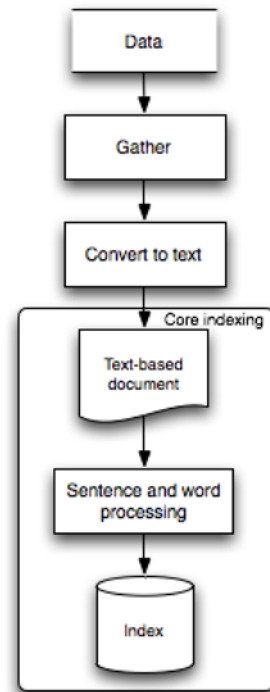 Data
Gather
Convert to text
Core indexing
Text-based
document
Sentence and word
processing
Index